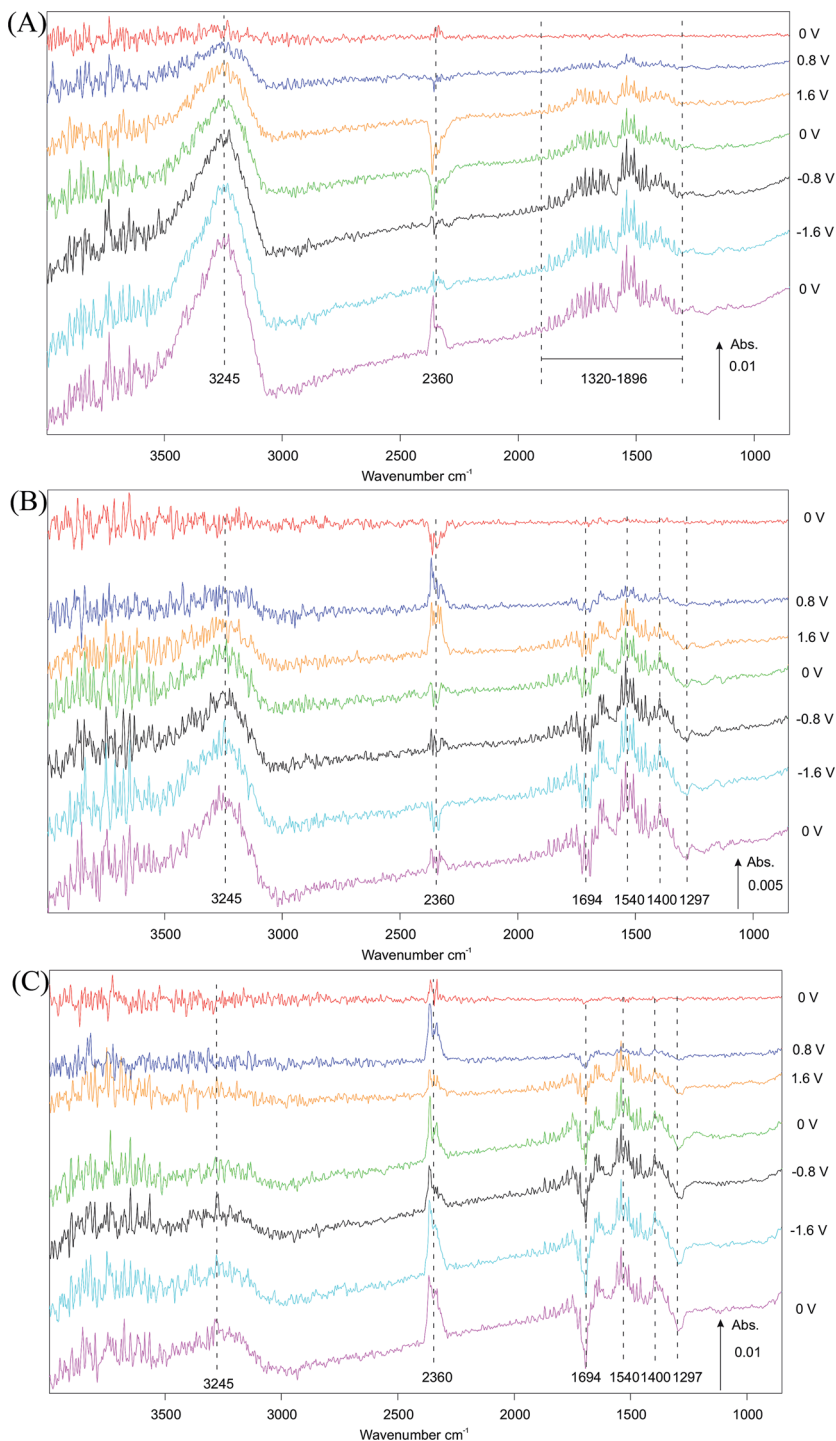 (A)
0 V
0.8 V
1.6 V
0 V
-0.8 V
-1.6 V
0 V
Abs.
0.01
3245 2360 1320-1896
3500 3000 2500 2000 1500 1000
Wavenumber cm-1
(B)
0 V
0.8 V
1.6 V
0 V
-0.8 V
-1.6 V
0 V
Abs.
0.005
3245 2360 1694 1540 1400 1297
3500 3000 2500 2000 1500 1000
Wavenumber cm-1
(C)
0 V
0.8 V
1.6 V
0 V
-0.8 V
-1.6 V
0 V
Abs.
0.01
3245 2360 1694 1540 1400 1297
3500 3000 2500 2000 1500 1000
Wavenumber cm-1